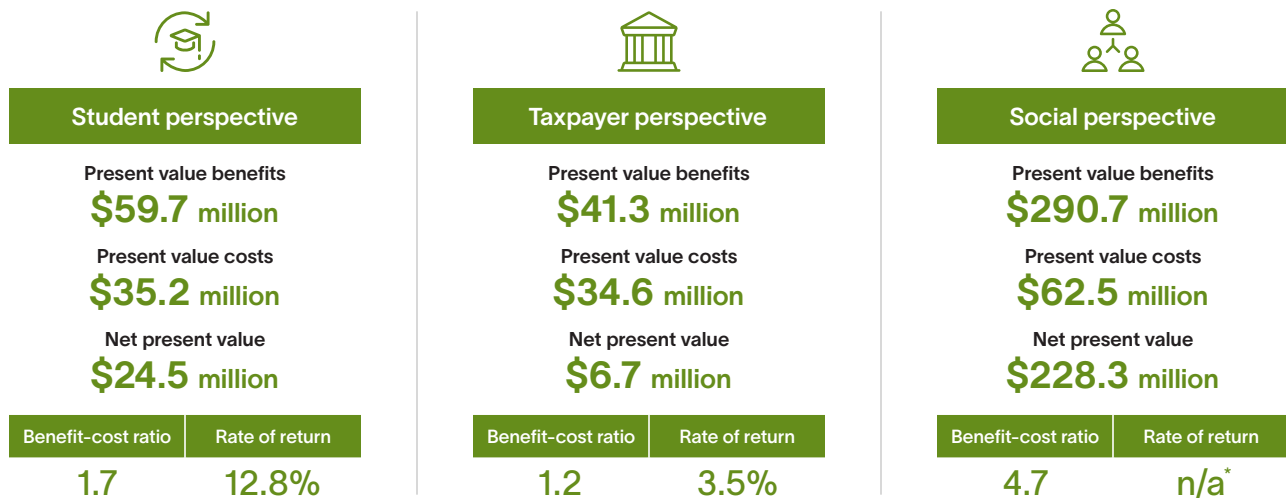 Student perspective
Present value benefits
$59.7 million
Present value costs
$35.2 million
Net present value
$24.5 million
Benefit-cost ratio
Rate of return
1.7
12.8%
Taxpayer perspective
Present value benefits
$41.3 million
Present value costs
$34.6 million
Net present value
$6.7 million
Benefit-cost ratio
Rate of return
1.2
3.5%
Social perspective
Present value benefits
$290.7 million
Present value costs
$62.5 million
Net present value
$228.3 million
Benefit-cost ratio
Rate of return
4.7
n/a*